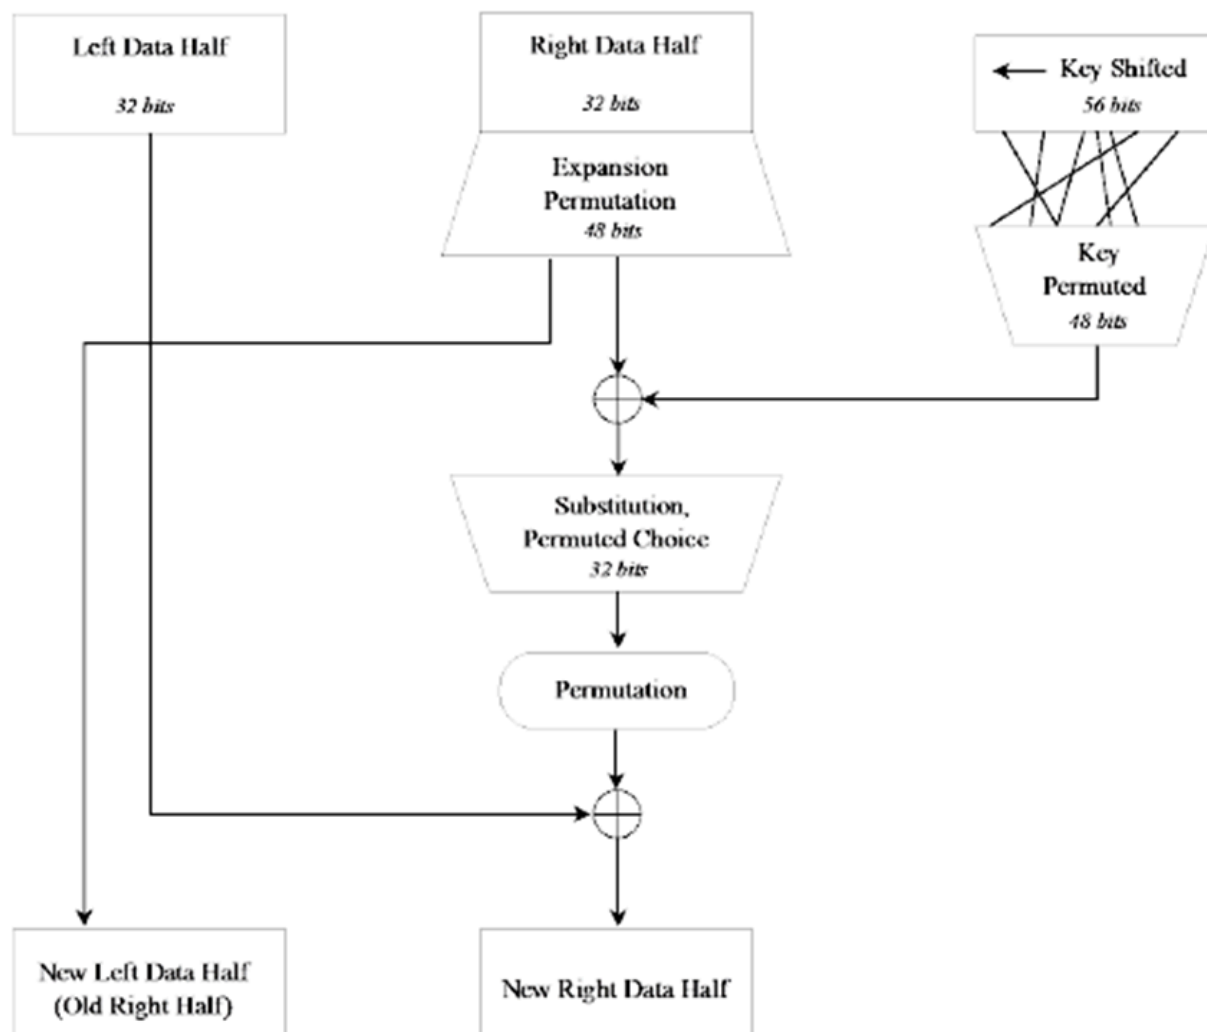 Left Data Half
32 bits
Right Data Half
32 bits
Key Shifted
56 bits
Expansion
Permutation
48 bits
Key
Permuted
48 bits
Substitution,
Permuted Choice
32 bits
Permutation
New Left Data Half
(Old Right Half)
New Right Data Half